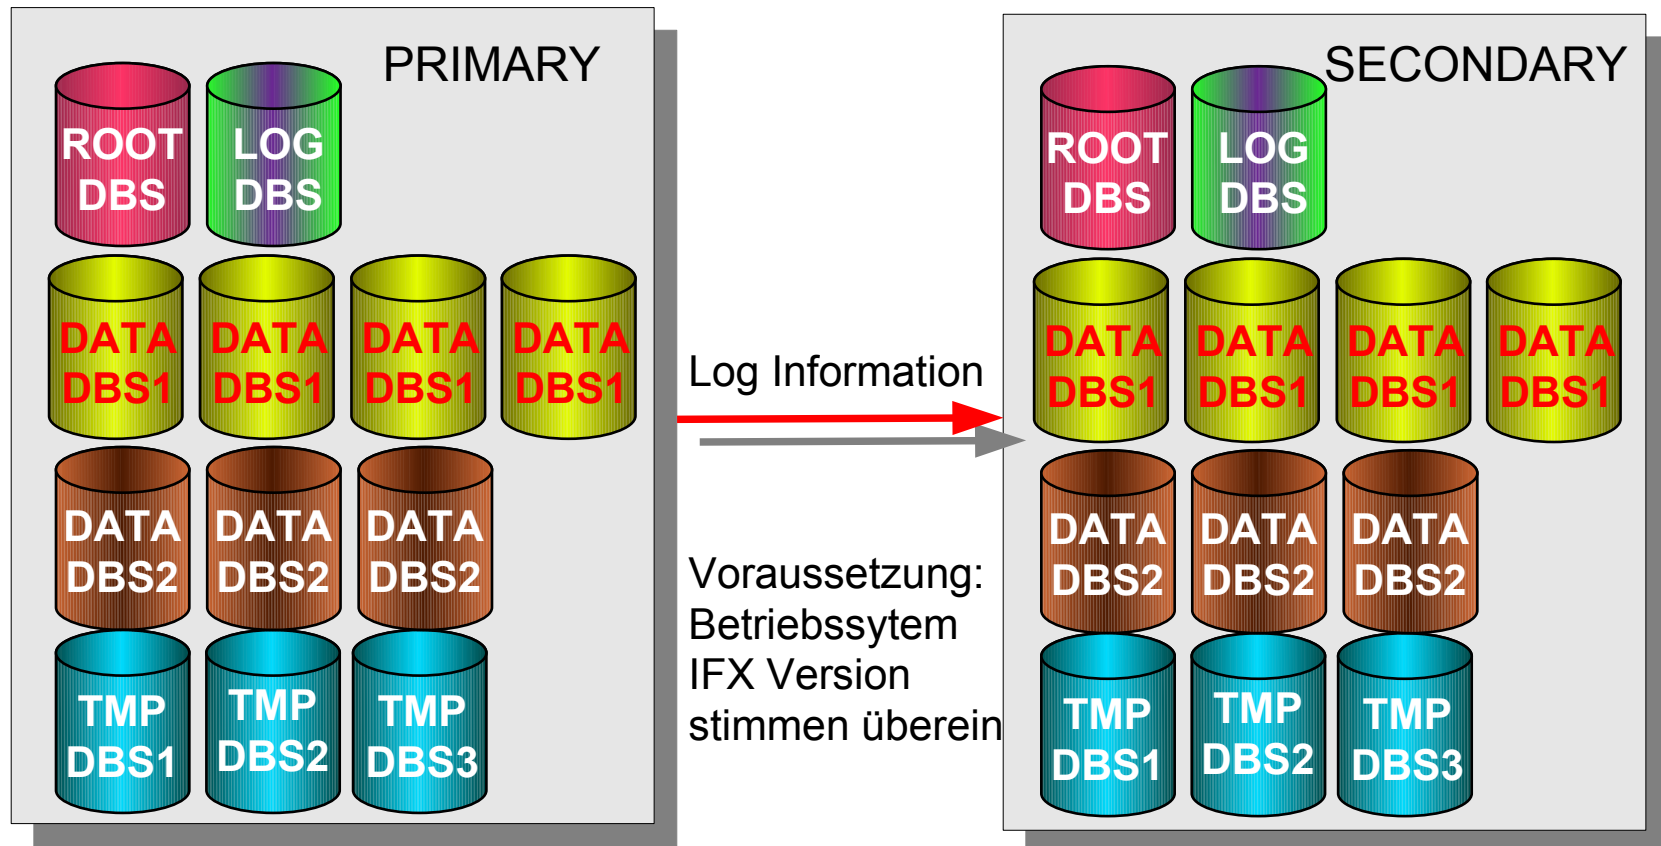 PRIMARY
ROOT
DBS
LOG
DBS
DATA
DBS1
DATA
DBS1
DATA
DBS1
DATA
DBS1
DATA
DBS2
DATA
DBS2
DATA
DBS2
TMP
DBS1
TMP
DBS2
TMP
DBS3
Log Information
Voraussetzung:
Betriebssytem
IFX Version
stimmen überein
SECONDARY
ROOT
DBS
LOG
DBS
DATA
DBS1
DATA
DBS1
DATA
DBS1
DATA
DBS1
DATA
DBS2
DATA
DBS2
DATA
DBS2
TMP
DBS1
TMP
DBS2
TMP
DBS3